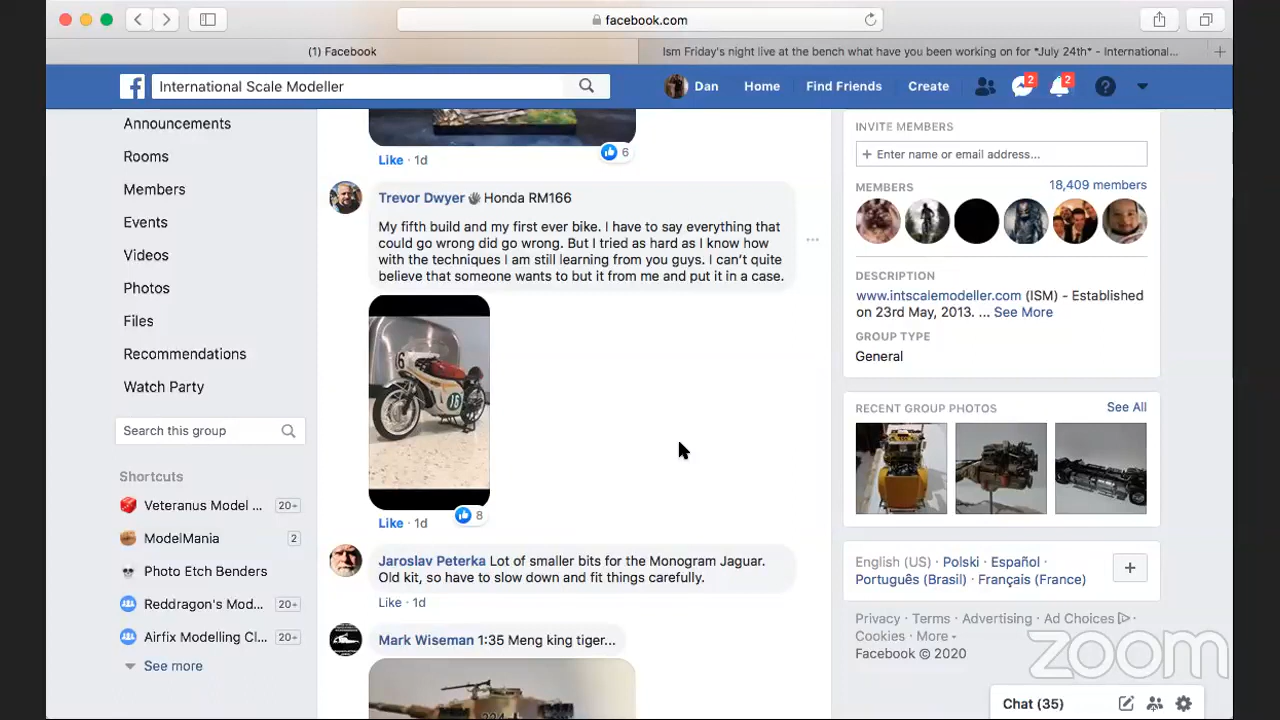 facebook.com
(1) Facebook
Ism Friday's night live at the bench what have you been working on for *July 24th* - International...
International Scale Modeller
Dan
Home
Find Friends
Create
2
2
Announcements
Rooms
Members
Events
Videos
Photos
Files
Recommendations
Watch Party
Search this group
Shortcuts
Veteranus Model ...
20+
ModelMania
2
Photo Etch Benders
Reddragon's Mod...
20+
Airfix Modelling Cl...
20+
See more
Like · 1d
6
Trevor Dwyer Honda RM166
My fifth build and my first ever bike. I have to say everything that
could go wrong did go wrong. But I tried as hard as I know how
with the techniques I am still learning from you guys. I can't quite
believe that someone wants to but it from me and put it in a case.
6
16
Like · 1d
8
Jaroslav Peterka Lot of smaller bits for the Monogram Jaguar.
Old kit, so have to slow down and fit things carefully.
Like · 1d
Mark Wiseman 1:35 Meng king tiger...
INVITE MEMBERS
+ Enter name or email address...
MEMBERS
18,409 members
DESCRIPTION
www.intscalemodeller.com (ISM) - Established
on 23rd May, 2013. ... See More
GROUP TYPE
General
RECENT GROUP PHOTOS
See All
English (US) · Polski · Español ·
Português (Brasil) · Français (France)
Privacy · Terms · Advertising · Ad Choices ·
Cookies · More
Facebook © 2020
zoom
Chat (35)